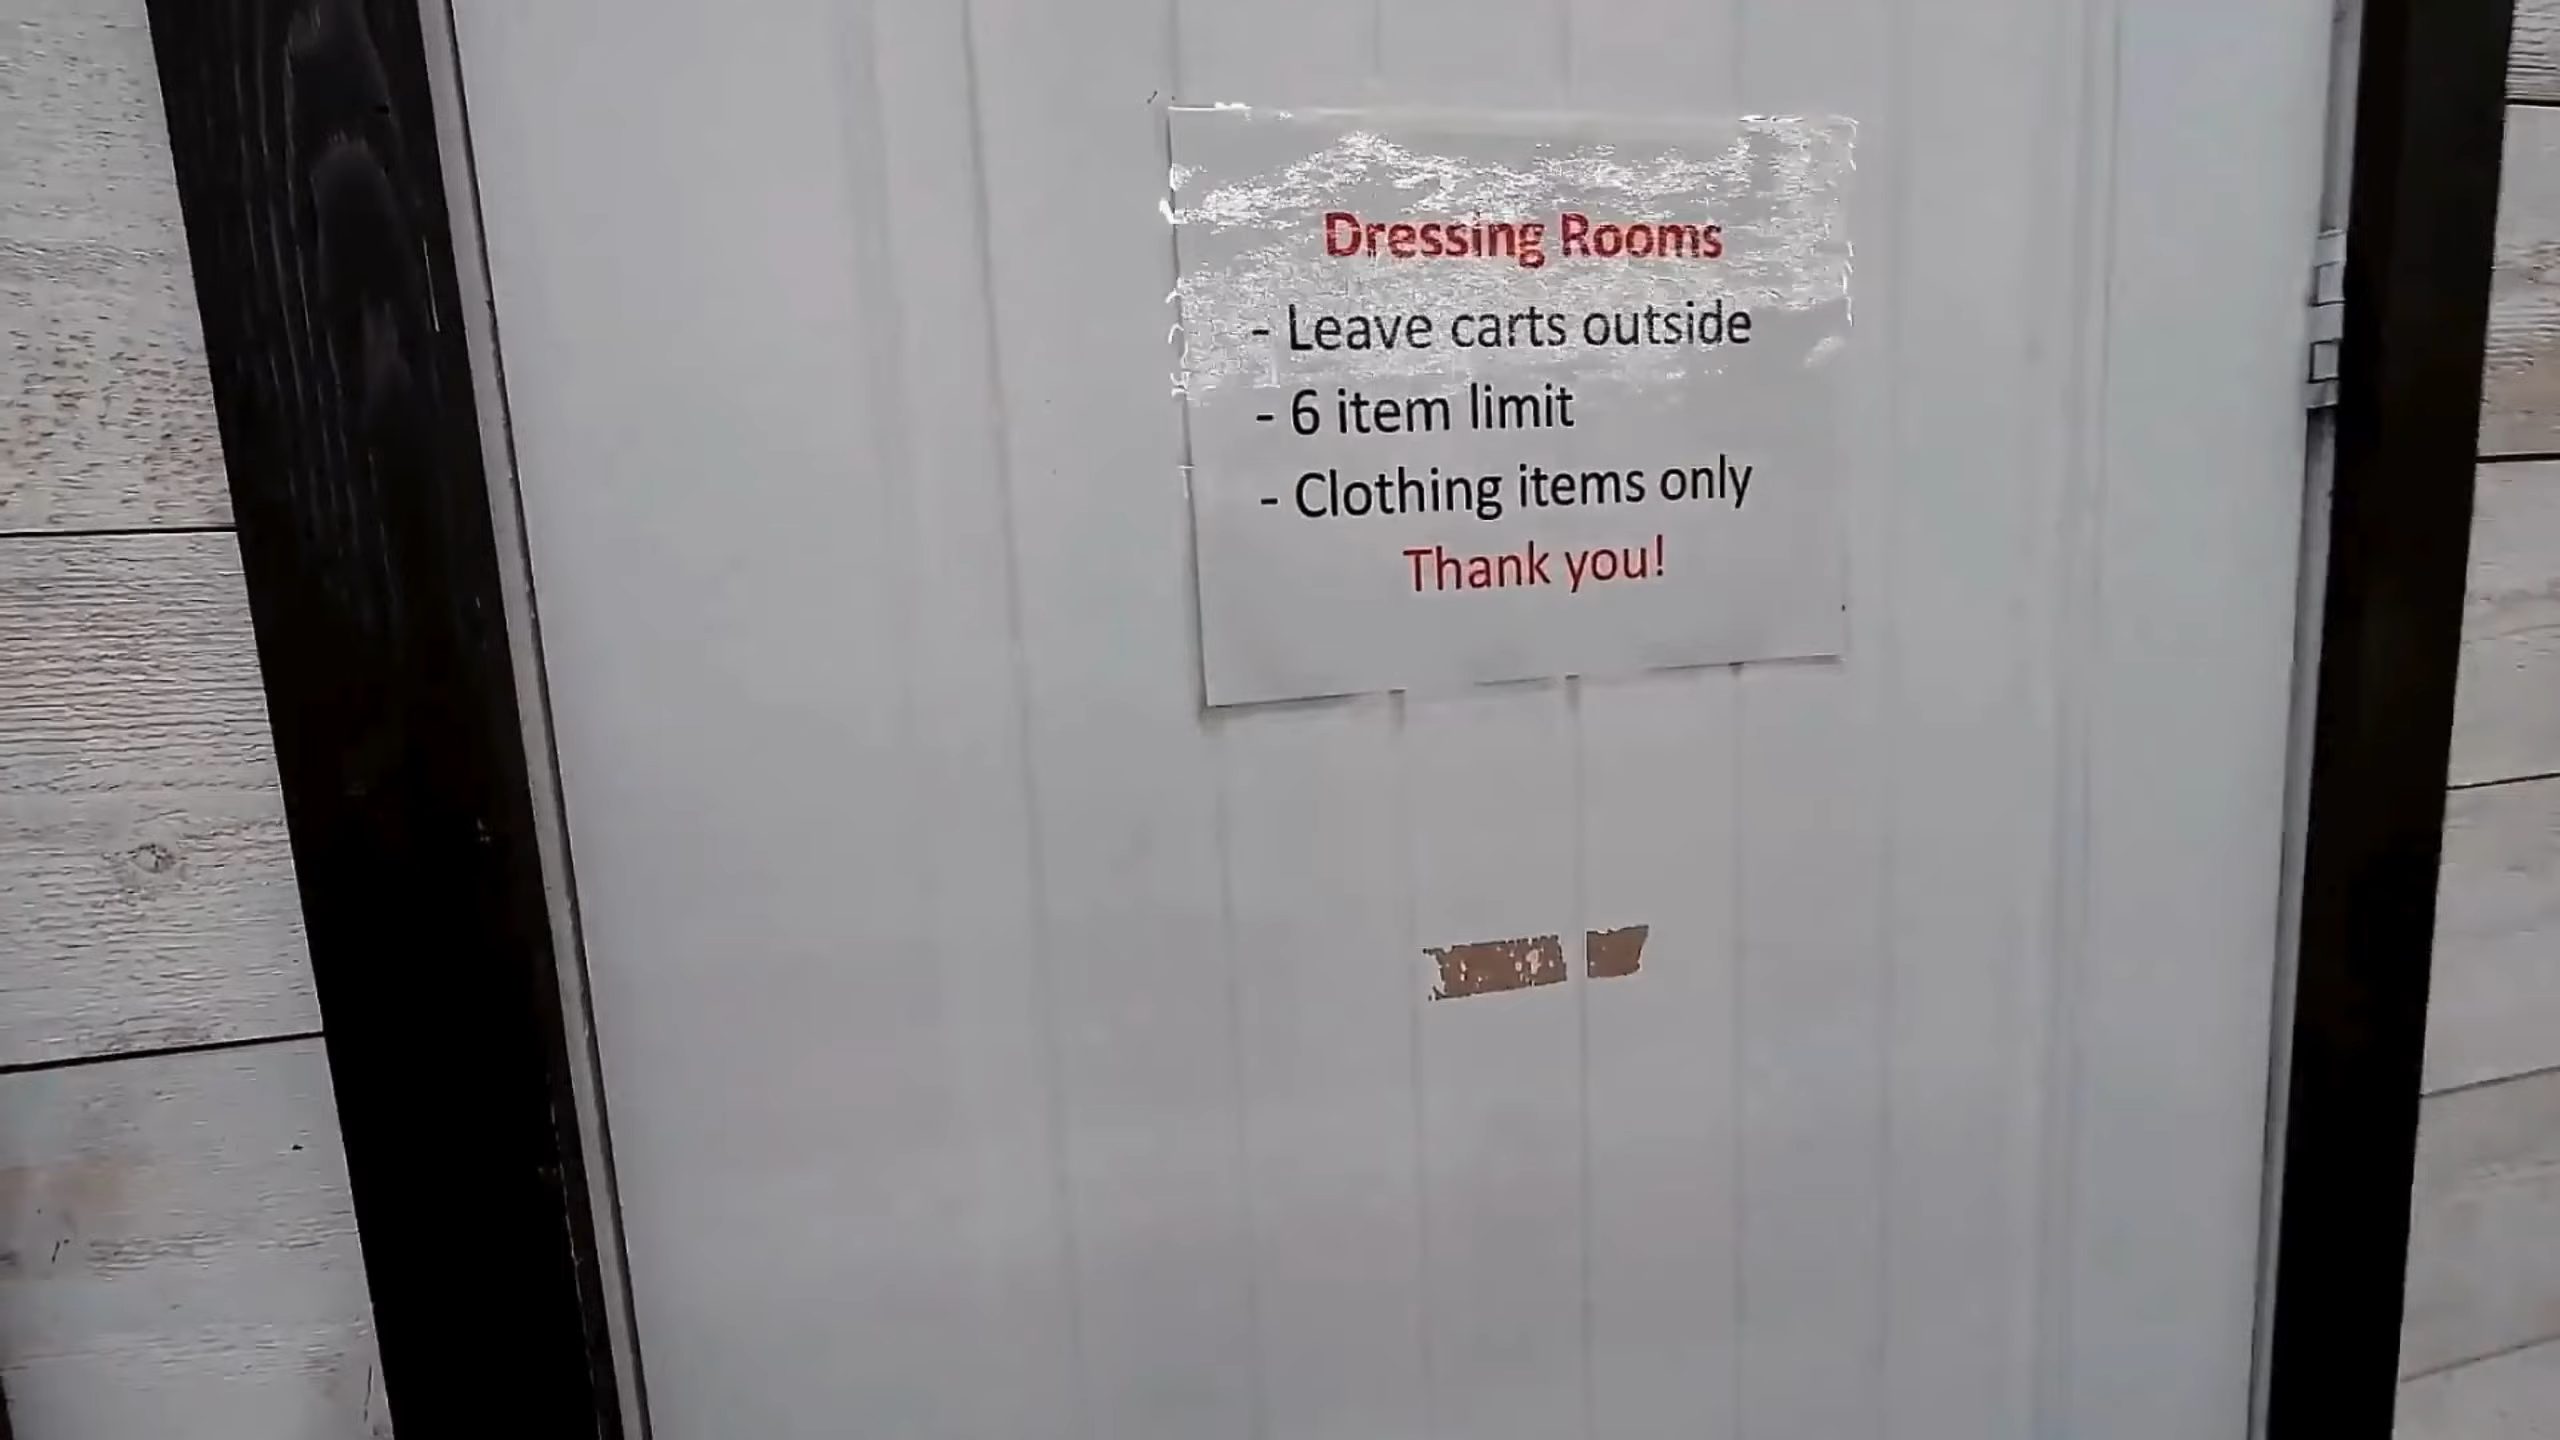 Dressing Rooms
- Leave carts outside
- 6 item limit
- Clothing items only
Thank you!